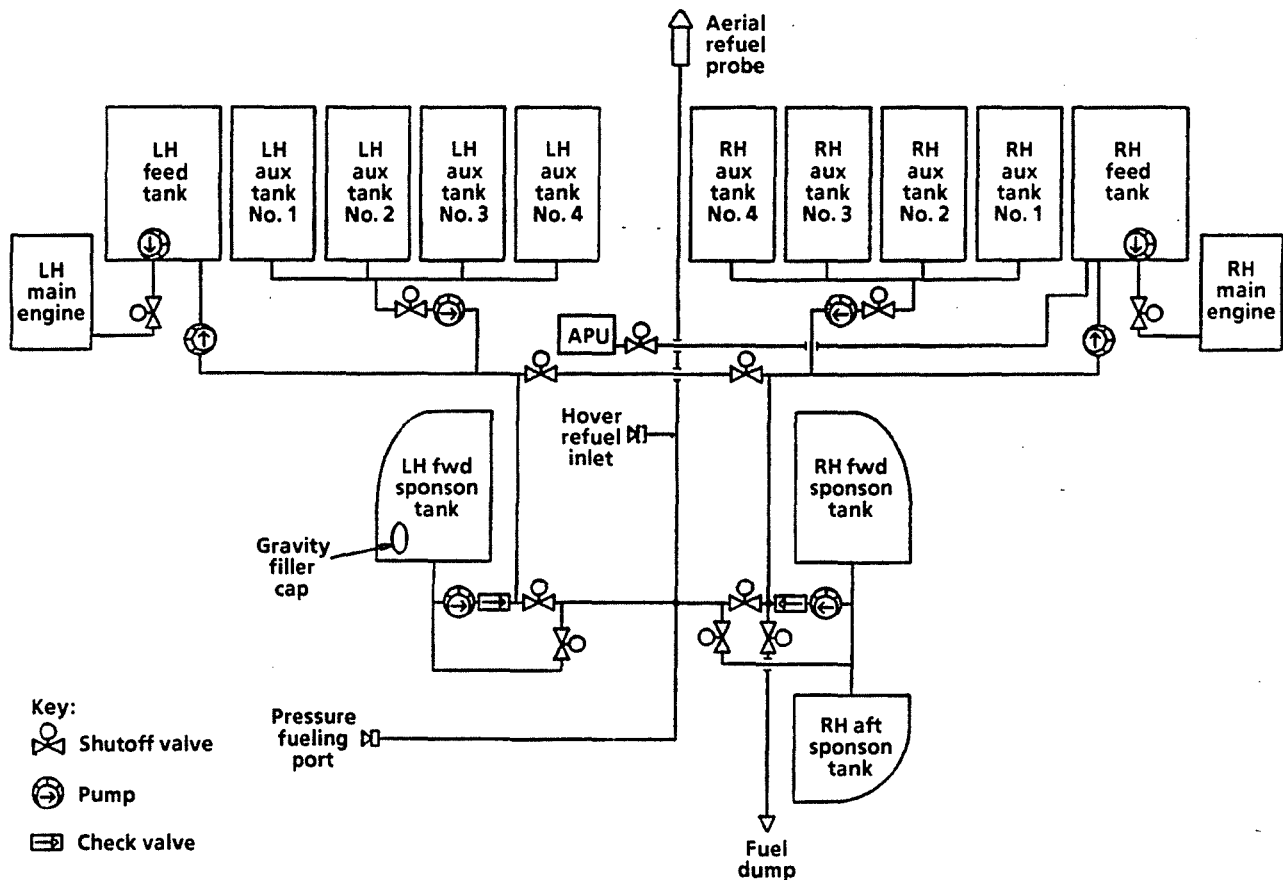 Aerial
refuel
probe
LH
feed
tank
LH
aux
tank
No. 1
LH
aux
tank
No. 2
LH
aux
tank
No. 3
LH
aux
tank
No. 4
RH
aux
tank
No. 4
RH
aux
tank
No. 3
RH
aux
tank
No. 2
RH
aux
tank
No. 1
RH
feed
tank
LH
main
engine
RH
main
engine
APU
Hover
refuel
inlet
LH fwd
sponson
tank
RH fwd
sponson
tank
Gravity
filler
cap
Pressure
fueling
port
RH aft
sponson
tank
Fuel
dump
Key:
Shutoff valve
Pump
Check valve